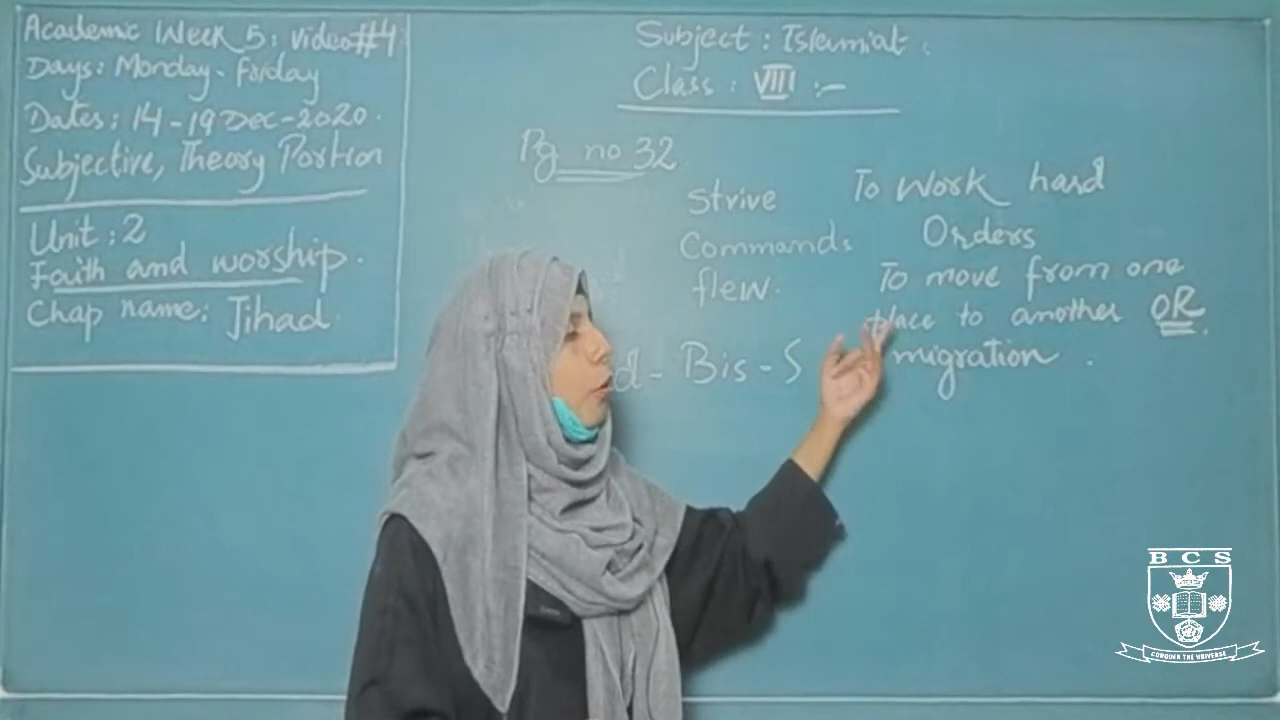 Academic Week 5: Video#4
Days: Monday-Friday
Dates: 14-19 Dec-2020.
Subjective, Theory Portion
Unit: 2
Faith and worship.
Chap name: Jihad.
Subject: Islamiat.
Class: VIII :-
Pg no 32
Strive To Work hard
Commands Orders
flew. To move from one
place to another OR
migration.
d-Bis-S
BCS
CONQUER THE UNIVERSE